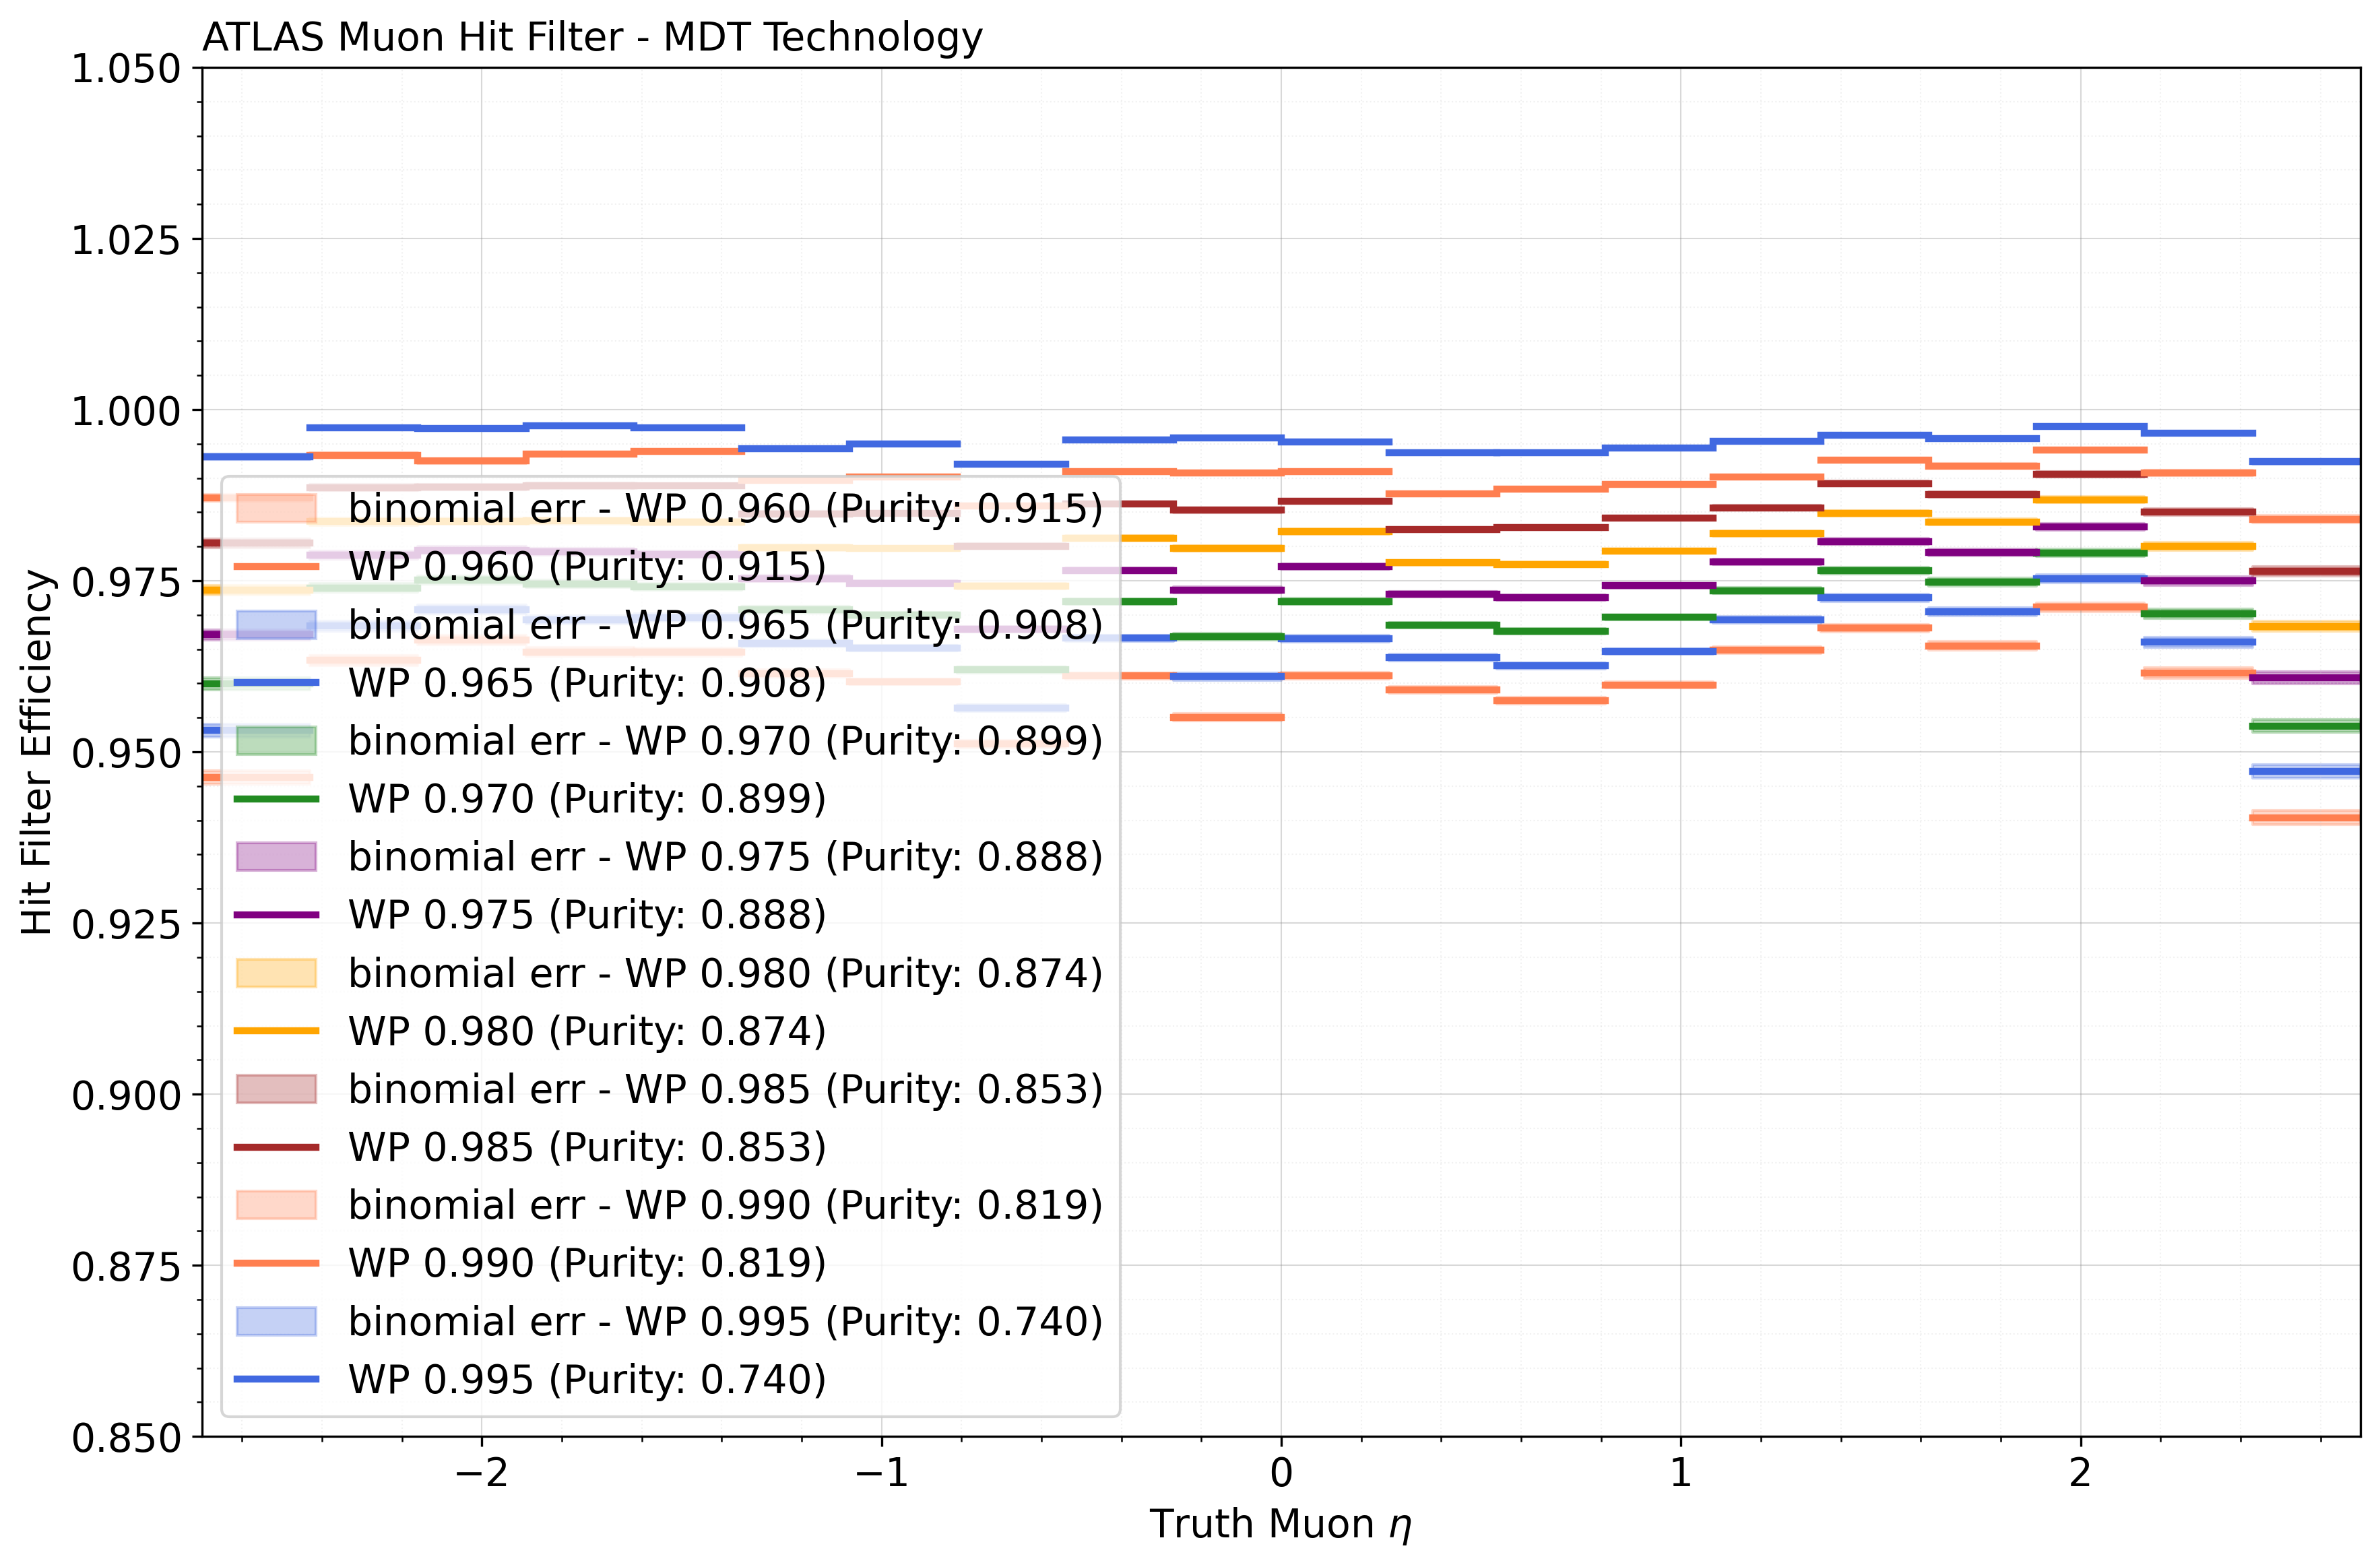 ATLAS Muon Hit Filter - MDT Technology
1.050
1.025
1.000
0.975
0.950
0.925
0.900
0.875
0.850
Hit Filter Efficiency
binomial err - WP 0.960 (Purity: 0.915)
WP 0.960 (Purity: 0.915)
binomial err - WP 0.965 (Purity: 0.908)
WP 0.965 (Purity: 0.908)
binomial err - WP 0.970 (Purity: 0.899)
WP 0.970 (Purity: 0.899)
binomial err - WP 0.975 (Purity: 0.888)
WP 0.975 (Purity: 0.888)
binomial err - WP 0.980 (Purity: 0.874)
WP 0.980 (Purity: 0.874)
binomial err - WP 0.985 (Purity: 0.853)
WP 0.985 (Purity: 0.853)
binomial err - WP 0.990 (Purity: 0.819)
WP 0.990 (Purity: 0.819)
binomial err - WP 0.995 (Purity: 0.740)
WP 0.995 (Purity: 0.740)
−2 −1 0 1 2
Truth Muon η